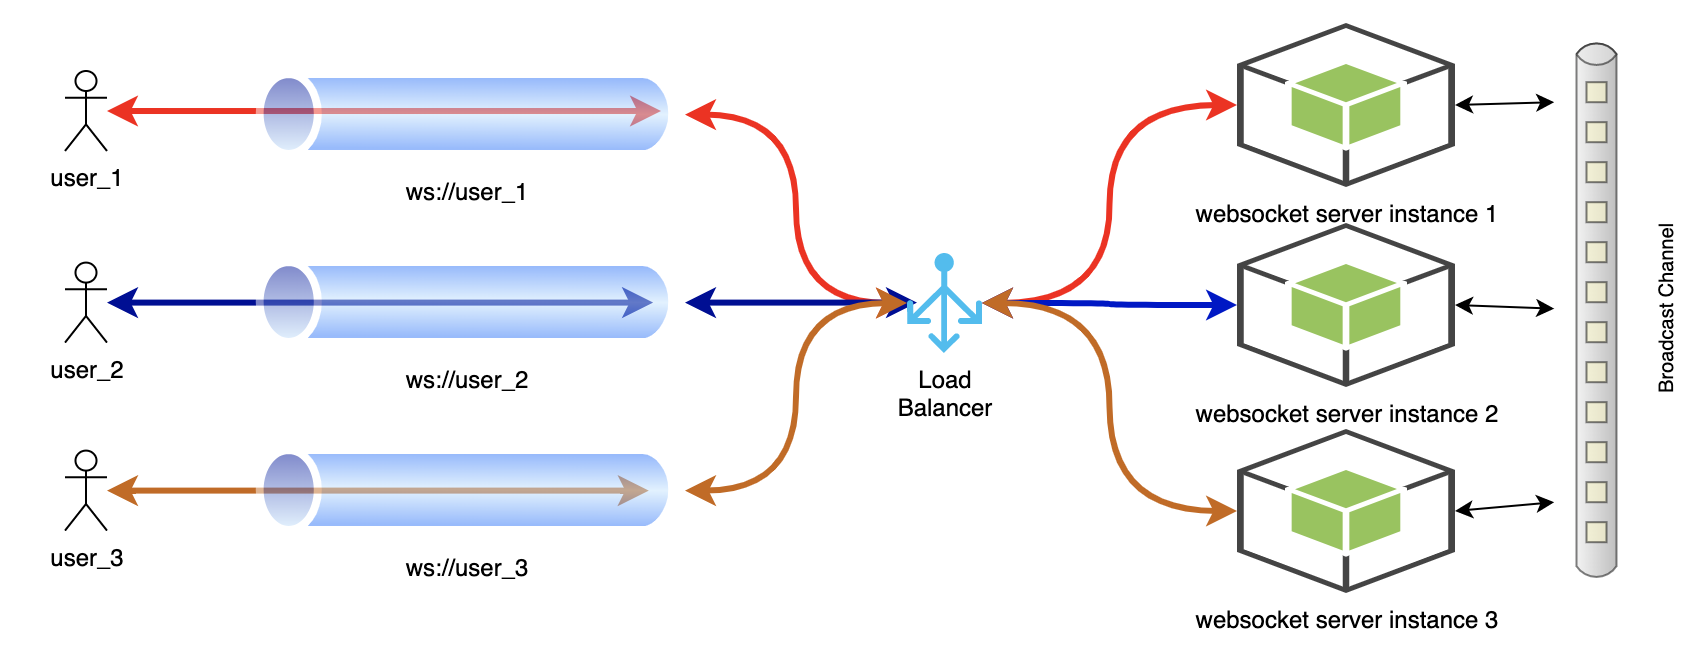 user_1
ws://user_1
websocket server instance 1
user_2
ws://user_2
Load
Balancer
websocket server instance 2
Broadcast Channel
user_3
ws://user_3
websocket server instance 3